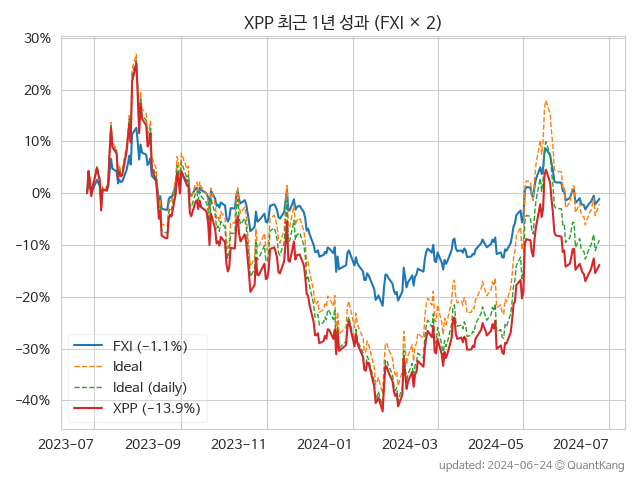 XPP 최근 1년 성과 (FXI × 2)
30%
20%
10%
0%
−10%
−20%
−30%
−40%
FXI (−1.1%)
Ideal
Ideal (daily)
XPP (−13.9%)
2023-07 2023-09 2023-11 2024-01 2024-03 2024-05 2024-07
updated: 2024-06-24 © QuantKang